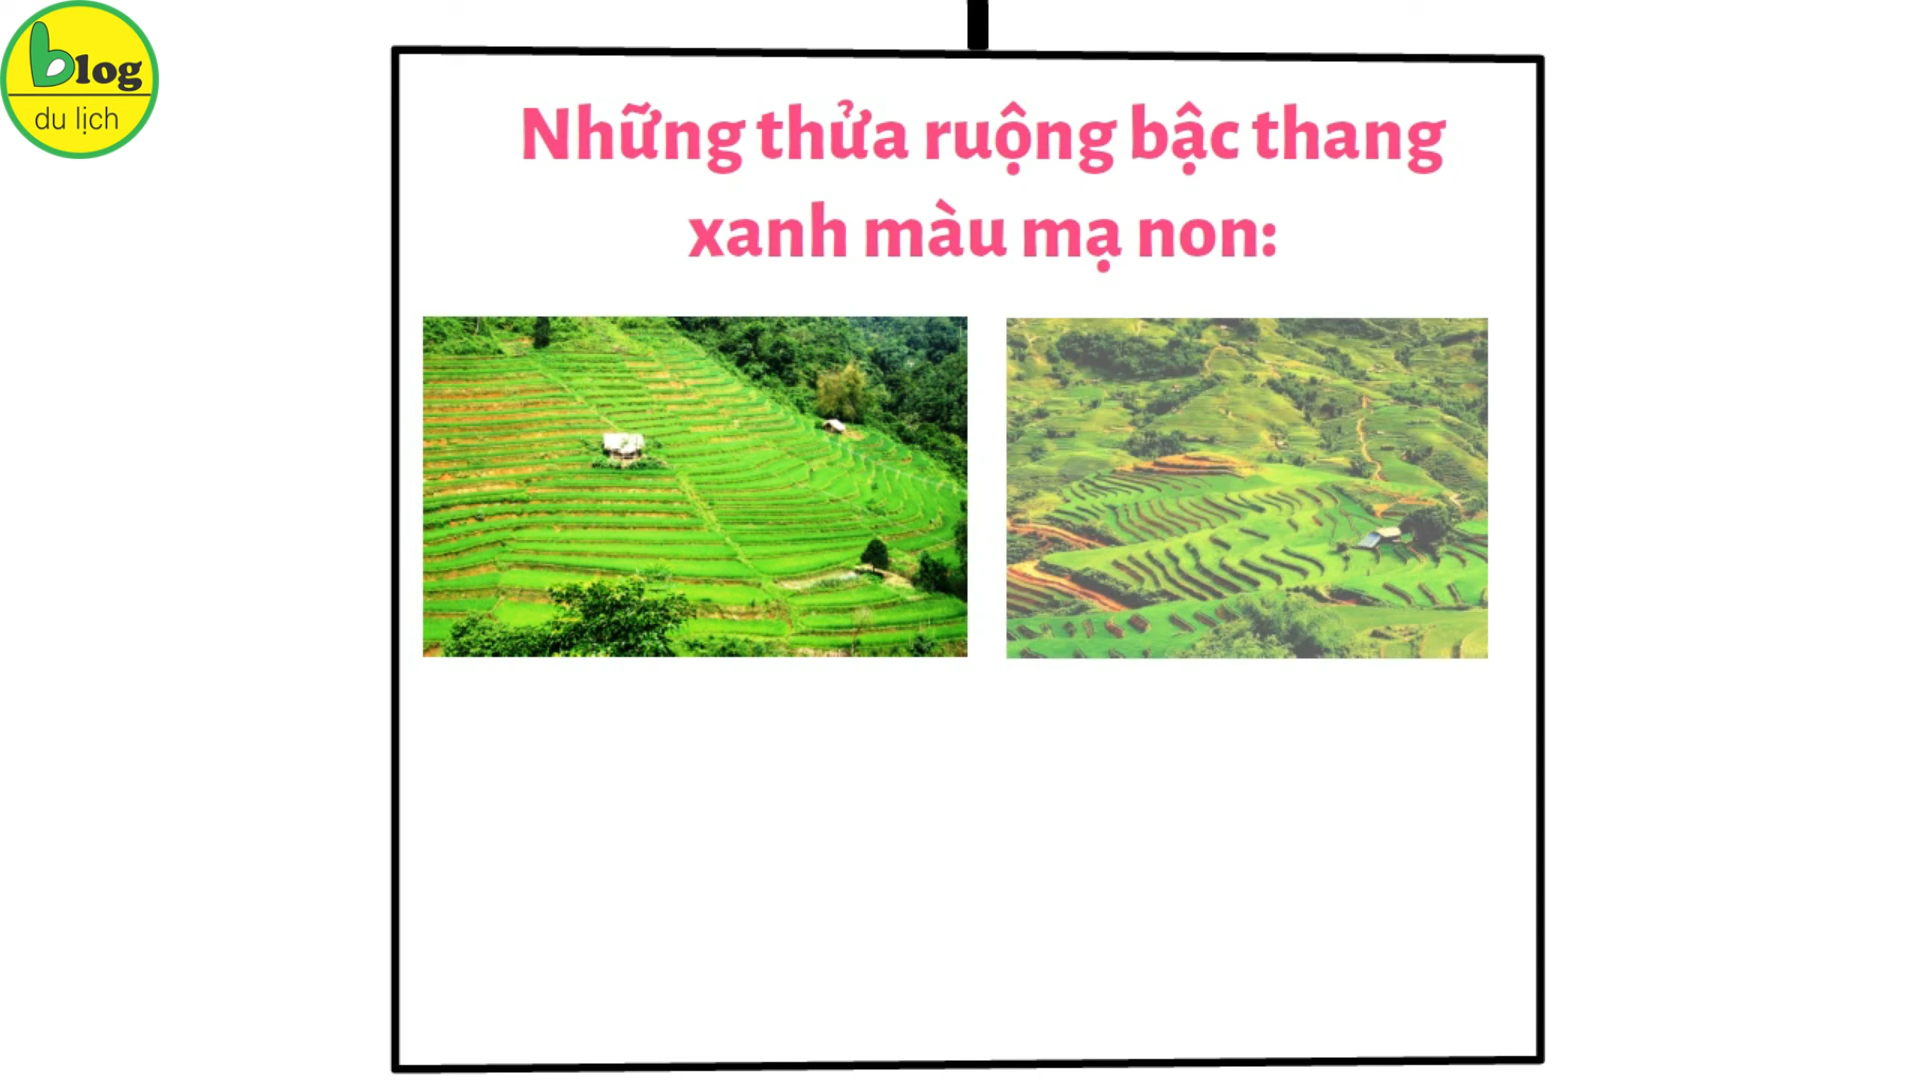 blog
du lịch
Những thửa ruộng bậc thang
xanh màu mạ non: